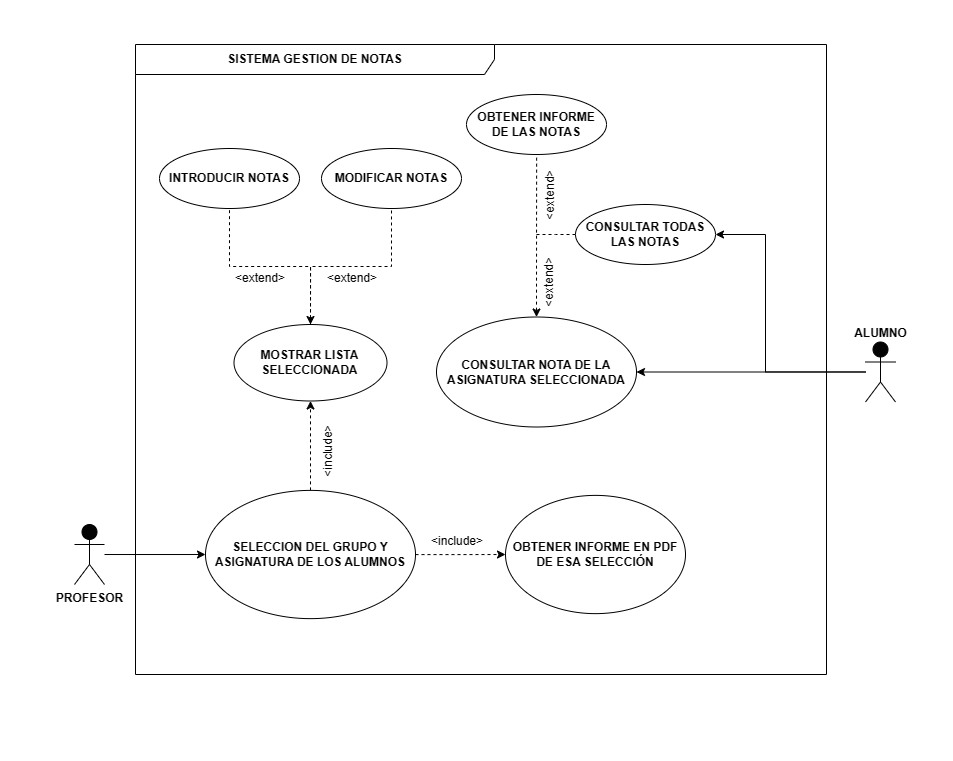 SISTEMA GESTION DE NOTAS
OBTENER INFORME
DE LAS NOTAS
INTRODUCIR NOTAS
MODIFICAR NOTAS
<extend>
CONSULTAR TODAS
LAS NOTAS
<extend>
<extend>
<extend>
ALUMNO
MOSTRAR LISTA
SELECCIONADA
CONSULTAR NOTA DE LA
ASIGNATURA SELECCIONADA
<include>
SELECCION DEL GRUPO Y
ASIGNATURA DE LOS ALUMNOS
<include>
OBTENER INFORME EN PDF
DE ESA SELECCIÓN
PROFESOR